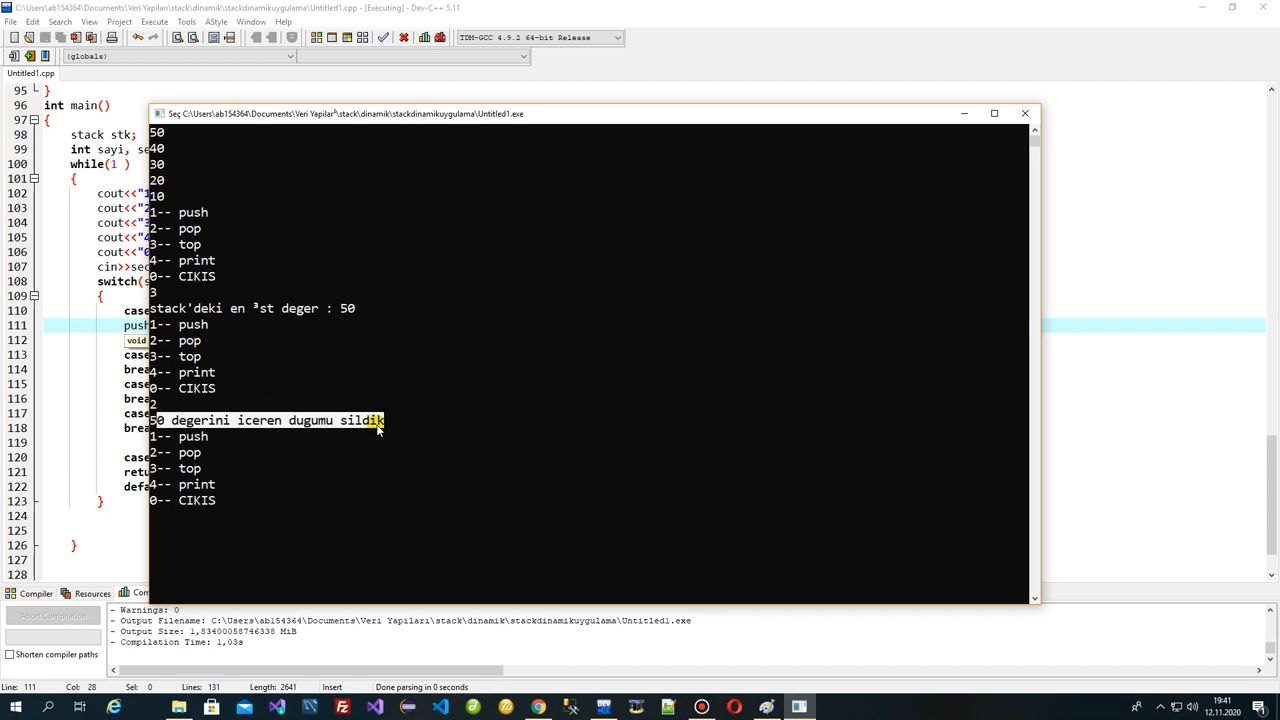 C:\Users\ab154364\Documents\Veri Yapilari\stack\dinamik\stackdinamikuygulama\Untitled1.cpp - [Executing] - Dev-C++ 5.11
File Edit Search View Project Execute Tools AStyle Window Help
TDM-GCC 4.9.2 64-bit Release
(globals)
Untitled1.cpp
95 }
96 int main()
97 {
98 stack stk;
99 int sayi, se
100 while(1 )
101 {
102 cout<<"1
103 cout<<"2
104 cout<<"3
105 cout<<"4
106 cout<<"0
107 cin>>sec
108 switch(s
109 {
110 case
111 push
void
112
113 case
114 brea
115 case
116 brea
117 case
118 brea
119
120 case
121 retu
122 defa
123 }
124
125
126 }
127
128
Seç C:\Users\ab154364\Documents\Veri Yapilari\stack\dinamik\stackdinamikuygulama\Untitled1.exe
50
40
30
20
10
1-- push
2-- pop
3-- top
4-- print
0-- CIKIS
3
stack'deki en ³st deger : 50
1-- push
2-- pop
3-- top
4-- print
0-- CIKIS
2
50 degerini iceren dugumu sildik
1-- push
2-- pop
3-- top
4-- print
0-- CIKIS
Compiler Resources Con
Abort Compilation
Shorten compiler paths
- Warnings: 0
- Output Filename: C:\Users\ab154364\Documents\Veri Yapilari\stack\dinamik\stackdinamikuygulama\Untitled1.exe
- Output Size: 1,83400058746338 MiB
- Compilation Time: 1,03s
Line: 111 Col: 28 Sel: 0 Lines: 131 Length: 2641 Insert Done parsing in 0 seconds
19:41
12.11.2020